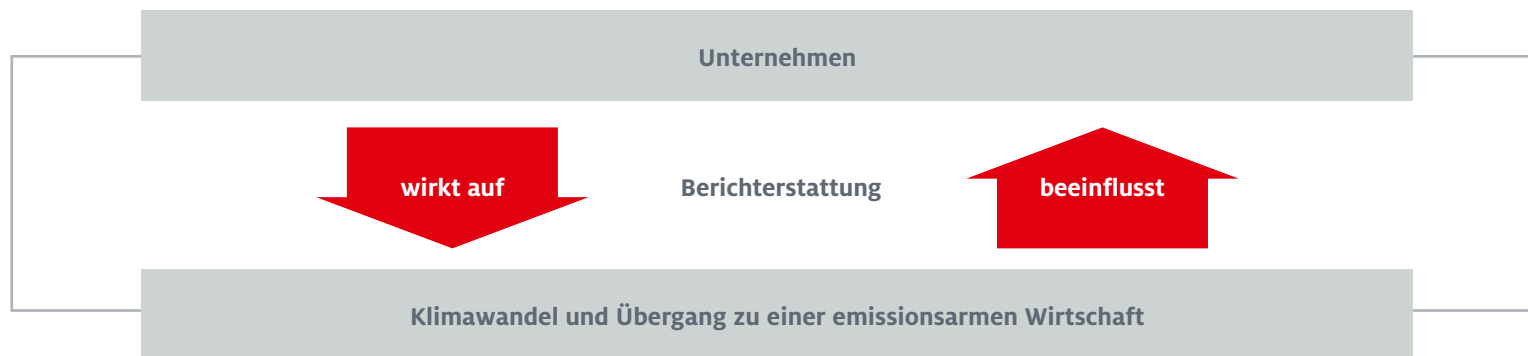 Unternehmen
wirkt auf
Berichterstattung
beeinflusst
Klimawandel und Übergang zu einer emissionsarmen Wirtschaft